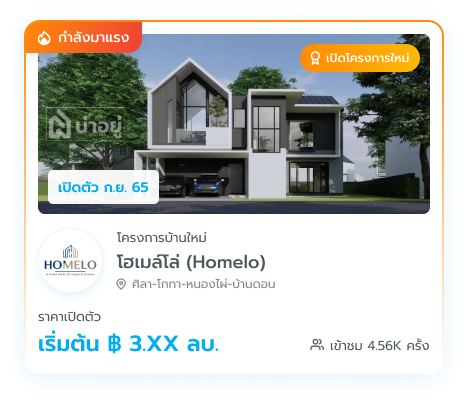 กำลังมาแรง
เปิดโครงการใหม่
น่าอยู่
เปิดตัว ก.ย. 65
HOMELO
โครงการบ้านใหม่
โฮเมล์โล่ (Homelo)
ศิลา-โกทา-หนองไผ่-บ้านดอน
ราคาเปิดตัว
เริ่มต้น ฿ 3.XX ลบ.
เข้าชม 4.56K ครั้ง